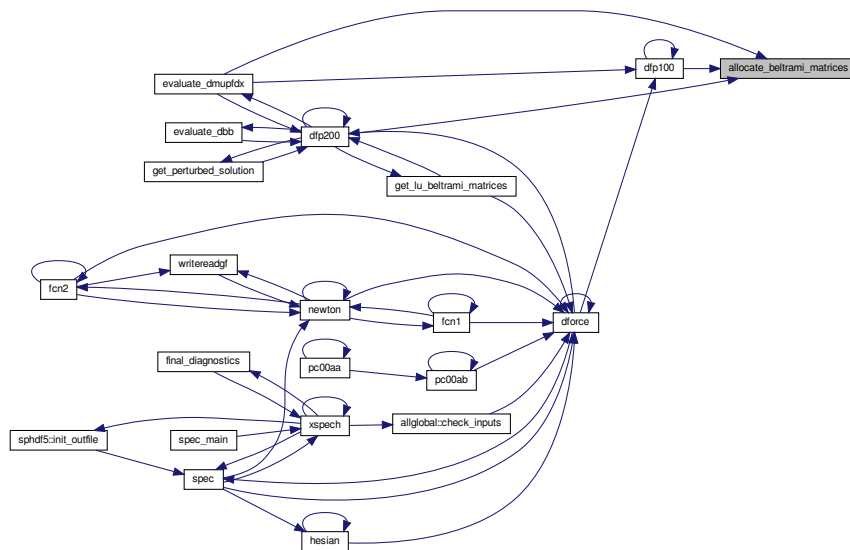 dfp100
allocate_beltrami_matrices
evaluate_dmupfdx
evaluate_dbb
dfp200
get_perturbed_solution
get_lu_beltrami_matrices
writereadgf
fcn2
newton
fcn1
dforce
final_diagnostics
pc00aa
pc00ab
allglobal::check_inputs
xspech
sphdf5::init_outfile
spec_main
spec
hesian